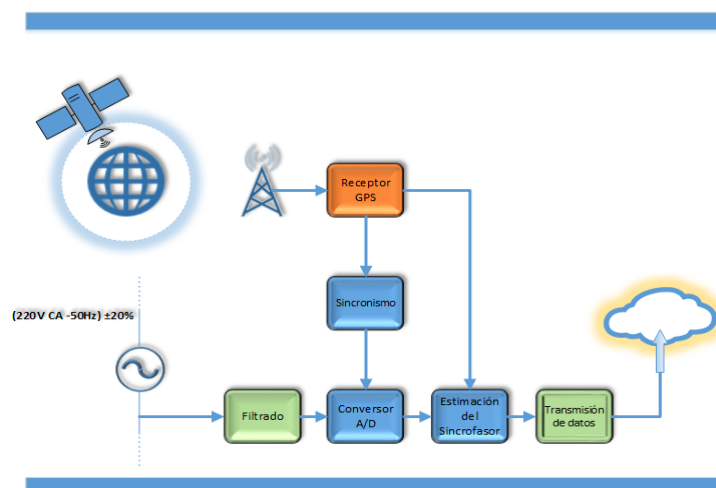 Receptor
GPS
Sincronismo
(220V CA -50Hz) ±20%
Filtrado
Conversor
A/D
Estimación
del
Sincrofasor
Transmisión
de datos